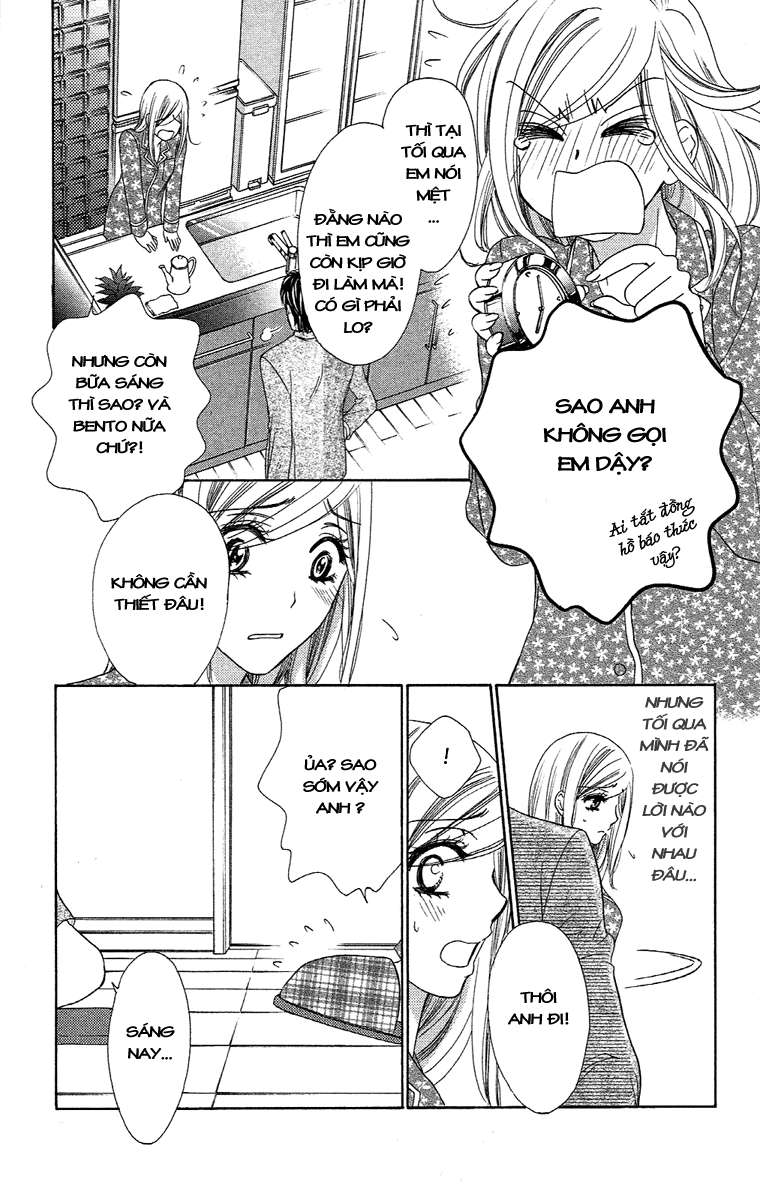 SAO ANH
KHÔNG GỌI
EM DẬY?
Ai tắt đồng
hồ báo thức
vậy?
THÌ TẠI
TỐI QUA
EM NÓI
MỆT
...
ĐẰNG NÀO
THÌ EM CŨNG
CÒN KỊP GIỜ
ĐI LÀM MÀ!
CÓ GÌ PHẢI
LO?
NHƯNG CÒN
BỮA SÁNG
THÌ SAO? VÀ
BENTO NỮA
CHỨ?!
KHÔNG CẦN
THIẾT ĐÂU!
NHƯNG
TỐI QUA
MÌNH ĐÃ
NÓI
ĐƯỢC
LỜI NÀO
VỚI
NHAU
ĐÂU...
THÔI
ANH ĐI!
!
ỦA? SAO
SỚM VẬY
ANH ?
SÁNG
NAY...